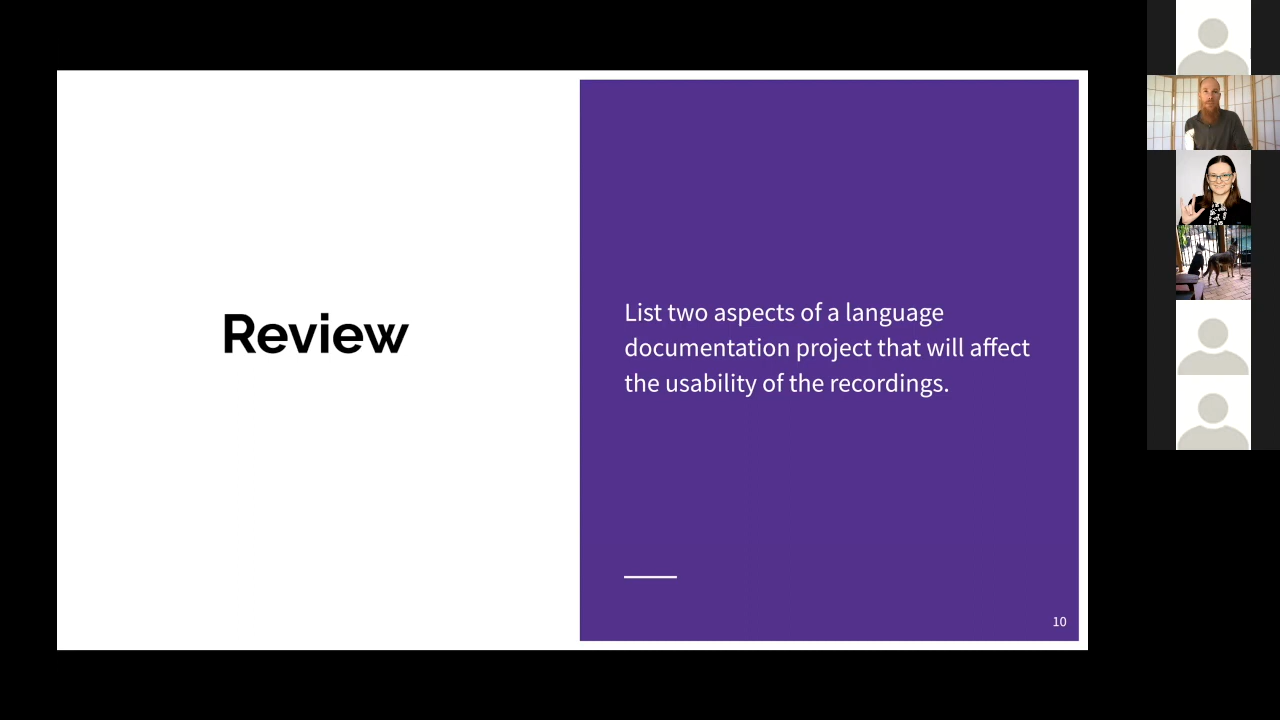 Review
List two aspects of a language
documentation project that will affect
the usability of the recordings.
10